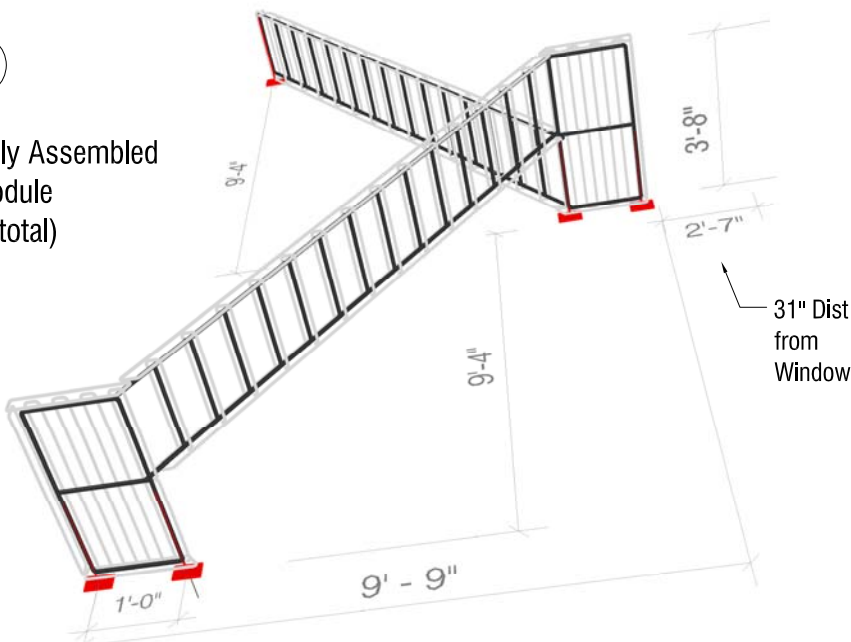 ly Assembled
odule
total)
9'-4'
3'-8"
2'-7"
31" Dist
from
Window
9'-4"
9' - 9"
1'-0"